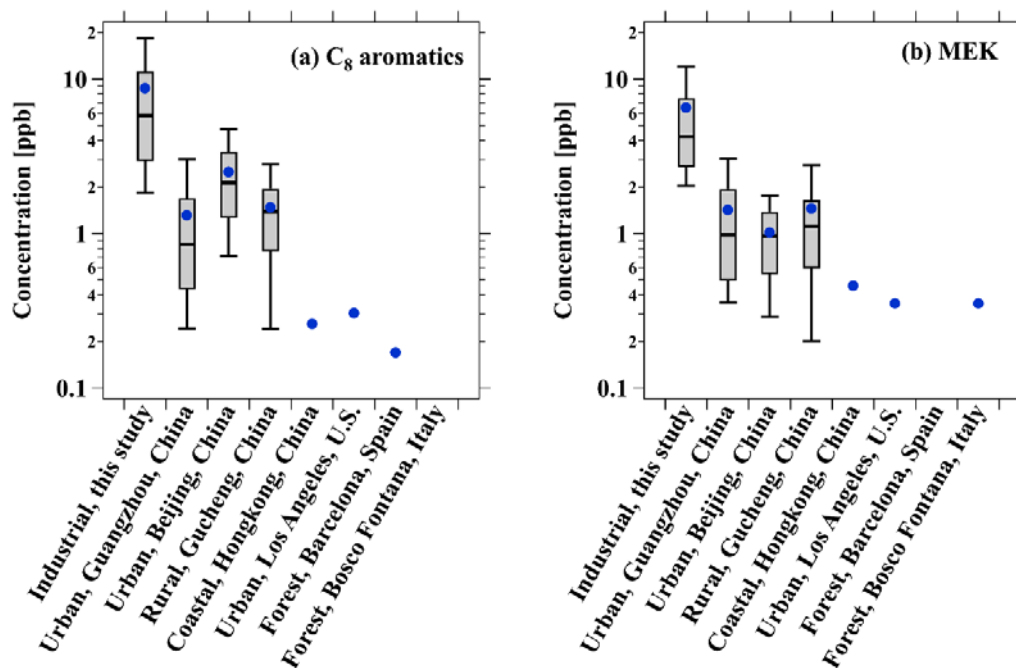 (a) C₈ aromatics
Concentration [ppb]
2
10
6
4
2
1
6
4
2
0.1
Industrial, this study
Urban, Guangzhou, China
Urban, Beijing, China
Rural, Gucheng, China
Coastal, Hongkong, China
Urban, Los Angeles, U.S.
Forest, Barcelona, Spain
Forest, Bosco Fontana, Italy
(b) MEK
Concentration [ppb]
2
10
6
4
2
1
6
4
2
0.1
Industrial, this study
Urban, Guangzhou, China
Urban, Beijing, China
Rural, Gucheng, China
Coastal, Hongkong, China
Urban, Los Angeles, U.S.
Forest, Barcelona, Spain
Forest, Bosco Fontana, Italy